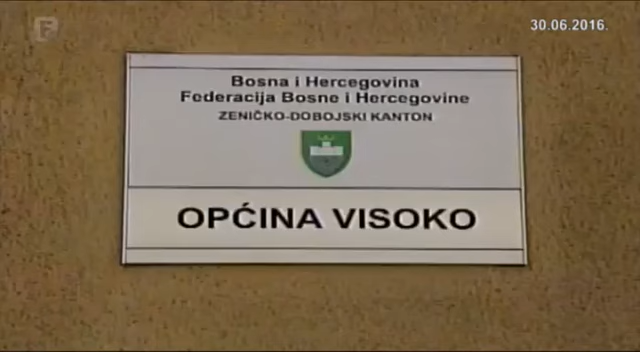 F
30.06.2016.
Bosna i Hercegovina
Federacija Bosne i Hercegovine
ZENIČKO-DOBOJSKI KANTON
OPĆINA VISOKO